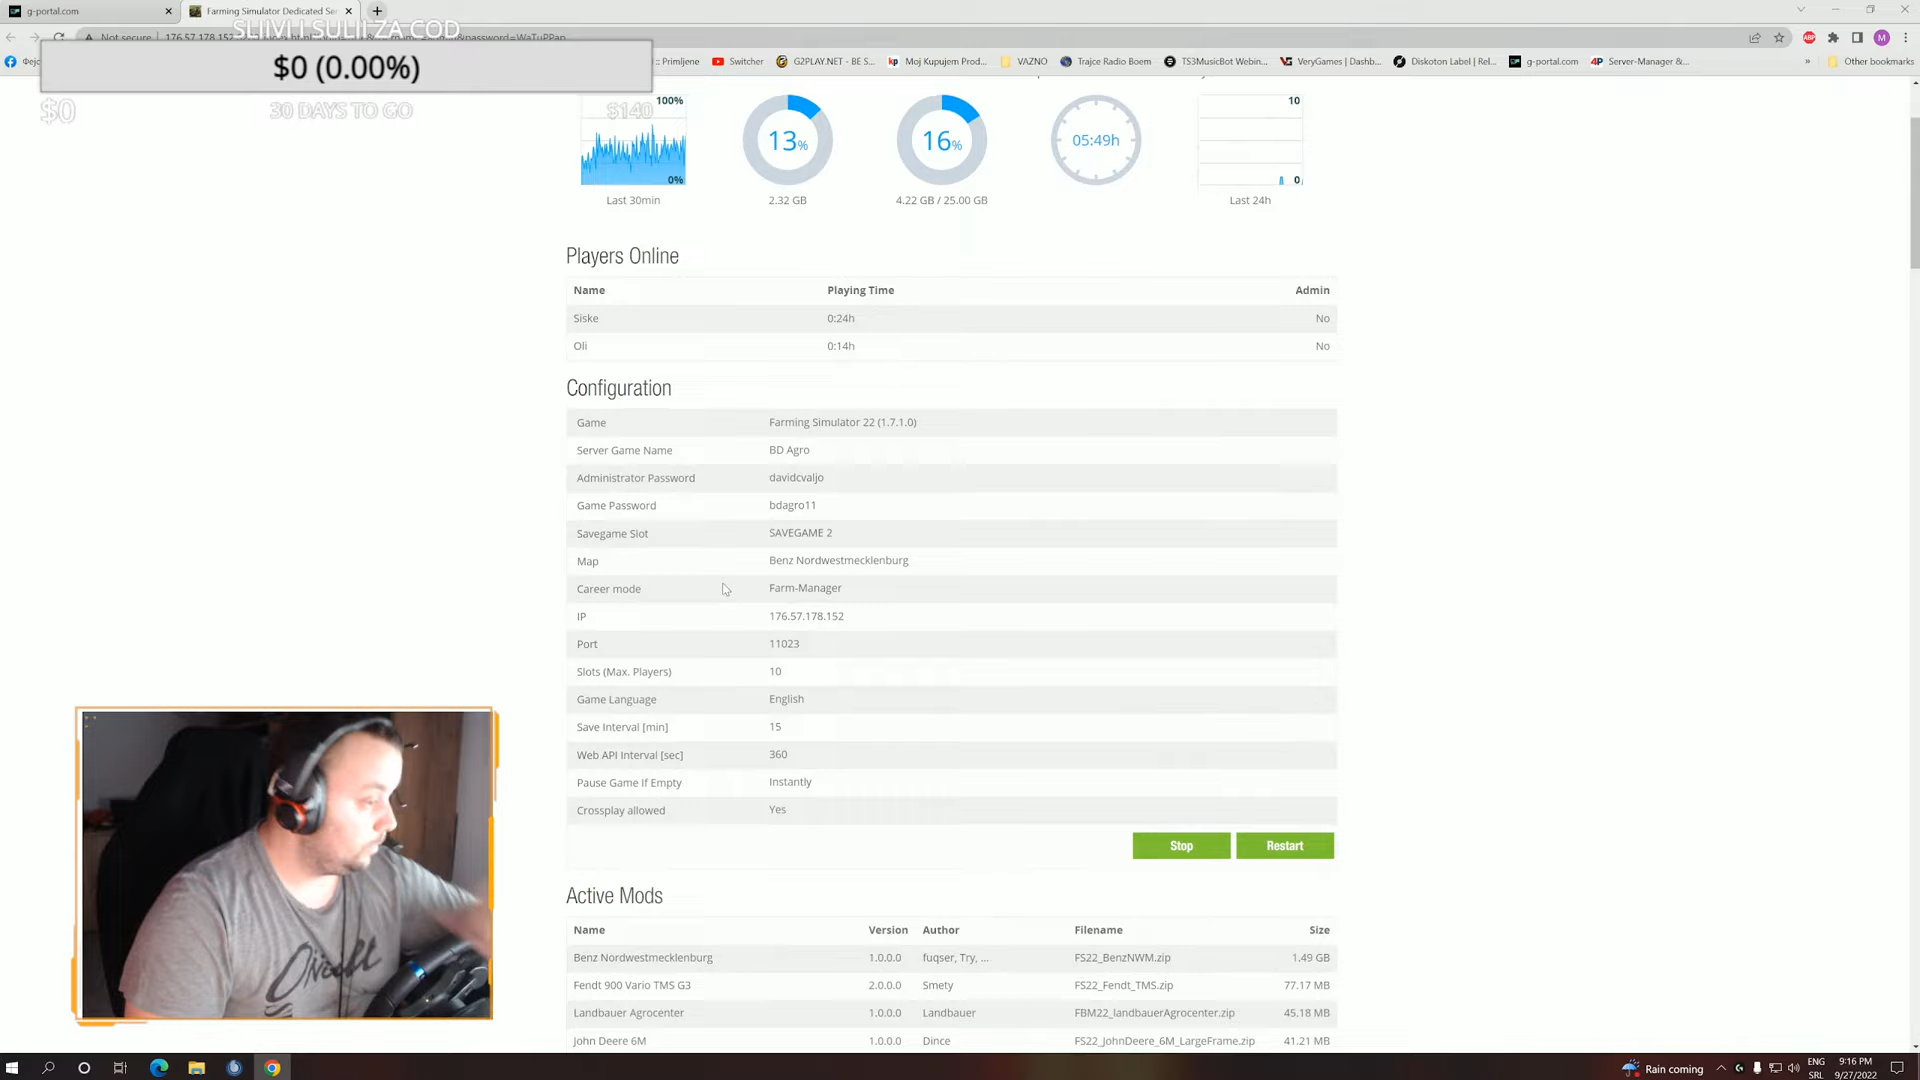 g-portal.com
Farming Simulator Dedicated Se
SLIVI I SULII ZA COD
Not secure 176.57.178.152
$0 (0.00%)
$0 30 DAYS TO GO $140
Primljene
Switcher
G2PLAY.NET - BE S...
Moj Kupujem Prod...
VAZNO
Trajce Radio Boem
TS3MusicBot Webin...
VeryGames | Dashb...
Diskoton Label | Rel...
g-portal.com
Server-Manager &...
»
Other bookmarks
100%
0%
13%
16%
05:49h
10
0
Last 30min
2.32 GB
4.22 GB / 25.00 GB
Last 24h
Players Online
Name Playing Time Admin
Siske 0:24h No
Oli 0:14h No
Configuration
Game Farming Simulator 22 (1.7.1.0)
Server Game Name BD Agro
Administrator Password davidcvaljo
Game Password bdagro11
Savegame Slot SAVEGAME 2
Map Benz Nordwestmecklenburg
Career mode Farm-Manager
IP 176.57.178.152
Port 11023
Slots (Max. Players) 10
Game Language English
Save Interval [min] 15
Web API Interval [sec] 360
Pause Game If Empty Instantly
Crossplay allowed Yes
Stop Restart
Active Mods
Name Version Author Filename Size
Benz Nordwestmecklenburg 1.0.0.0 fuqser, Try, ... FS22_BenzNWM.zip 1.49 GB
Fendt 900 Vario TMS G3 2.0.0.0 Smety FS22_Fendt_TMS.zip 77.17 MB
Landbauer Agrocenter 1.0.0.0 Landbauer FBM22_landbauerAgrocenter.zip 45.18 MB
John Deere 6M 1.0.0.0 Dince FS22_JohnDeere_6M_LargeFrame.zip 41.21 MB
Rain coming
ENG
SRL
9:16 PM
9/27/2022